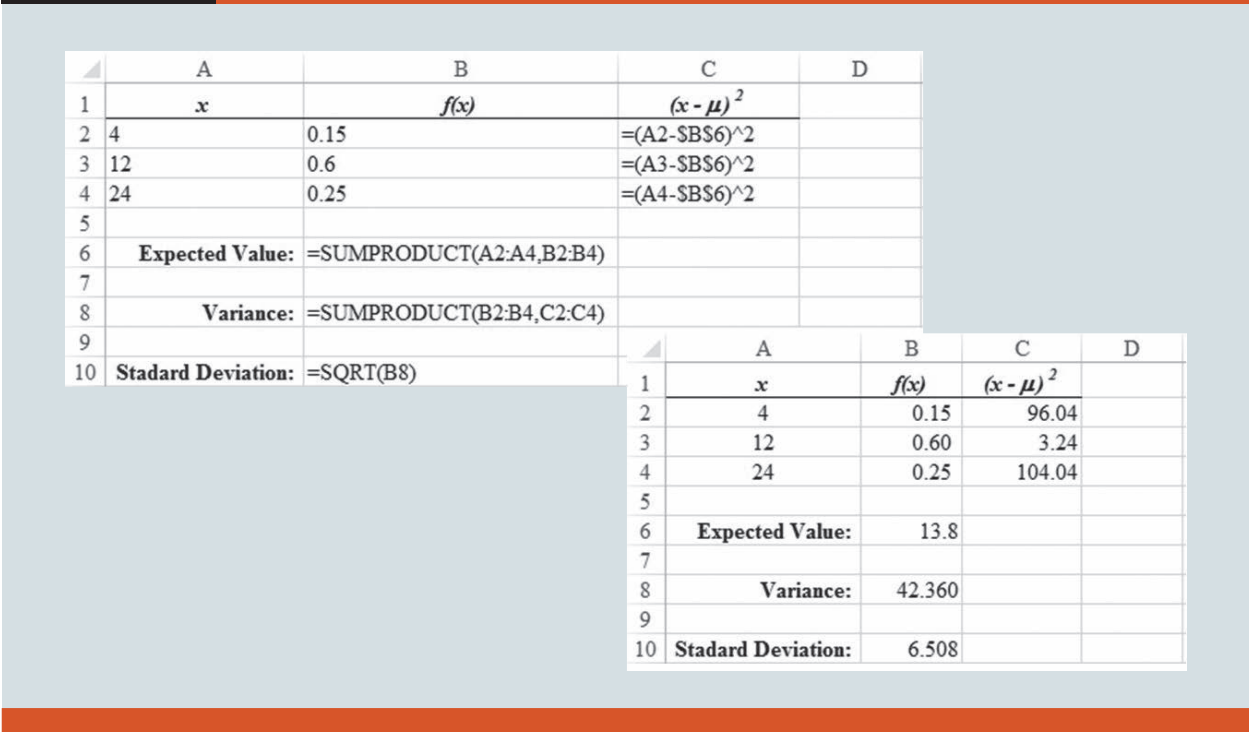 A B C D
1 x f(x) (x - μ)²
2 4 0.15 =(A2-$B$6)^2
3 12 0.6 =(A3-$B$6)^2
4 24 0.25 =(A4-$B$6)^2
5
6 Expected Value: =SUMPRODUCT(A2:A4,B2:B4)
7
8 Variance: =SUMPRODUCT(B2:B4,C2:C4)
9
10 Stadard Deviation: =SQRT(B8)
A B C D
1 x f(x) (x - μ)²
2 4 0.15 96.04
3 12 0.60 3.24
4 24 0.25 104.04
5
6 Expected Value: 13.8
7
8 Variance: 42.360
9
10 Stadard Deviation: 6.508